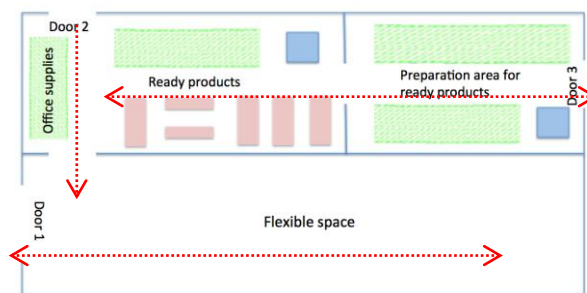 Door 2
Office supplies
Ready products
Preparation area for
ready products
Door 3
Door 1
Flexible space